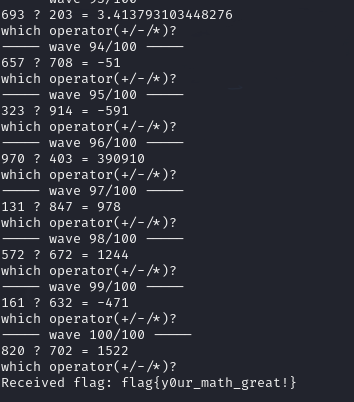 ----- wave 93/100 -----
693 ? 203 = 3.413793103448276
which operator(+/-/*)?
----- wave 94/100 -----
657 ? 708 = -51
which operator(+/-/*)?
----- wave 95/100 -----
323 ? 914 = -591
which operator(+/-/*)?
----- wave 96/100 -----
970 ? 403 = 390910
which operator(+/-/*)?
----- wave 97/100 -----
131 ? 847 = 978
which operator(+/-/*)?
----- wave 98/100 -----
572 ? 672 = 1244
which operator(+/-/*)?
----- wave 99/100 -----
161 ? 632 = -471
which operator(+/-/*)?
----- wave 100/100 -----
820 ? 702 = 1522
which operator(+/-/*)?
Received flag: flag{y0ur_math_great!}